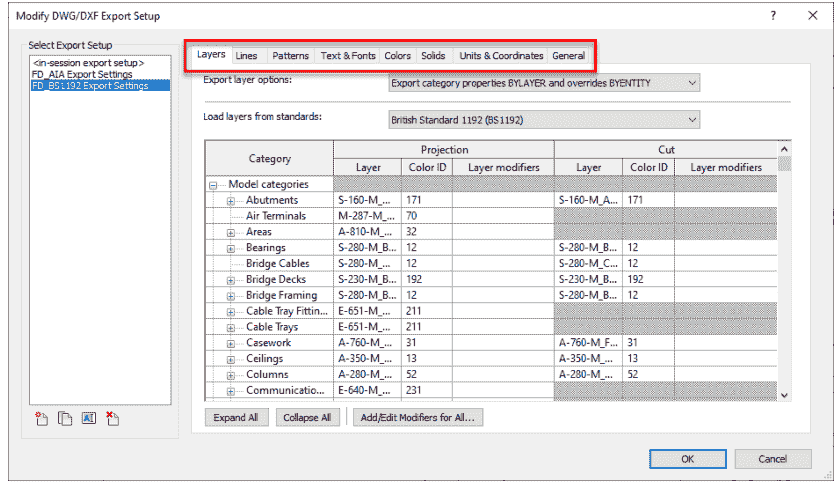 Modify DWG/DXF Export Setup
Select Export Setup
<in-session export setup>
FD_AIA Export Settings
FD_BS1192 Export Settings
Layers Lines Patterns Text & Fonts Colors Solids Units & Coordinates General
Export layer options: Export category properties BYLAYER and overrides BYENTITY
Load layers from standards: British Standard 1192 (BS1192)
Category Projection Cut
Layer Color ID Layer modifiers Layer Color ID Layer modifiers
Model categories
Abutments S-160-M_... 171 S-160-M_A... 171
Air Terminals M-287-M_... 70
Areas A-810-M_... 32
Bearings S-280-M_B... 12 S-280-M_B... 12
Bridge Cables S-280-M_... 12 S-280-M_C... 12
Bridge Decks S-230-M_B... 192 S-230-M_B... 192
Bridge Framing S-280-M_B... 12 S-280-M_B... 12
Cable Tray Fittin... E-651-M_... 211
Cable Trays E-651-M_... 211
Casework A-760-M_... 31 A-760-M_F... 31
Ceilings A-350-M_... 13 A-350-M_... 13
Columns A-280-M_... 52 A-280-M_... 52
Communicatio... E-640-M_... 231
Expand All Collapse All Add/Edit Modifiers for All...
OK Cancel